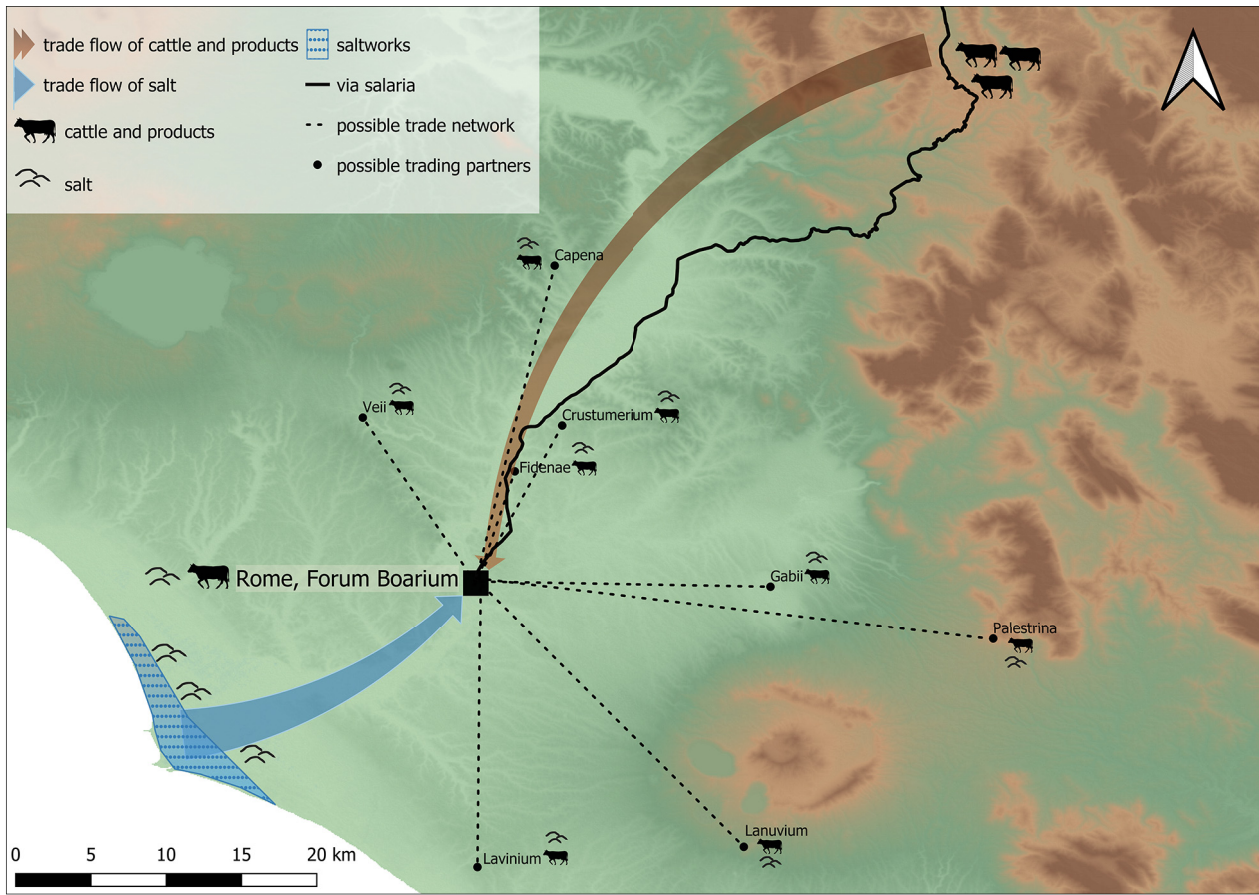 trade flow of cattle and products
saltworks
trade flow of salt
via salaria
cattle and products
possible trade network
salt
possible trading partners
Capena
Veii
Crustumerium
Fidenae
Rome, Forum Boarium
Gabii
Palestrina
Lanuvium
Lavinium
0 5 10 15 20 km